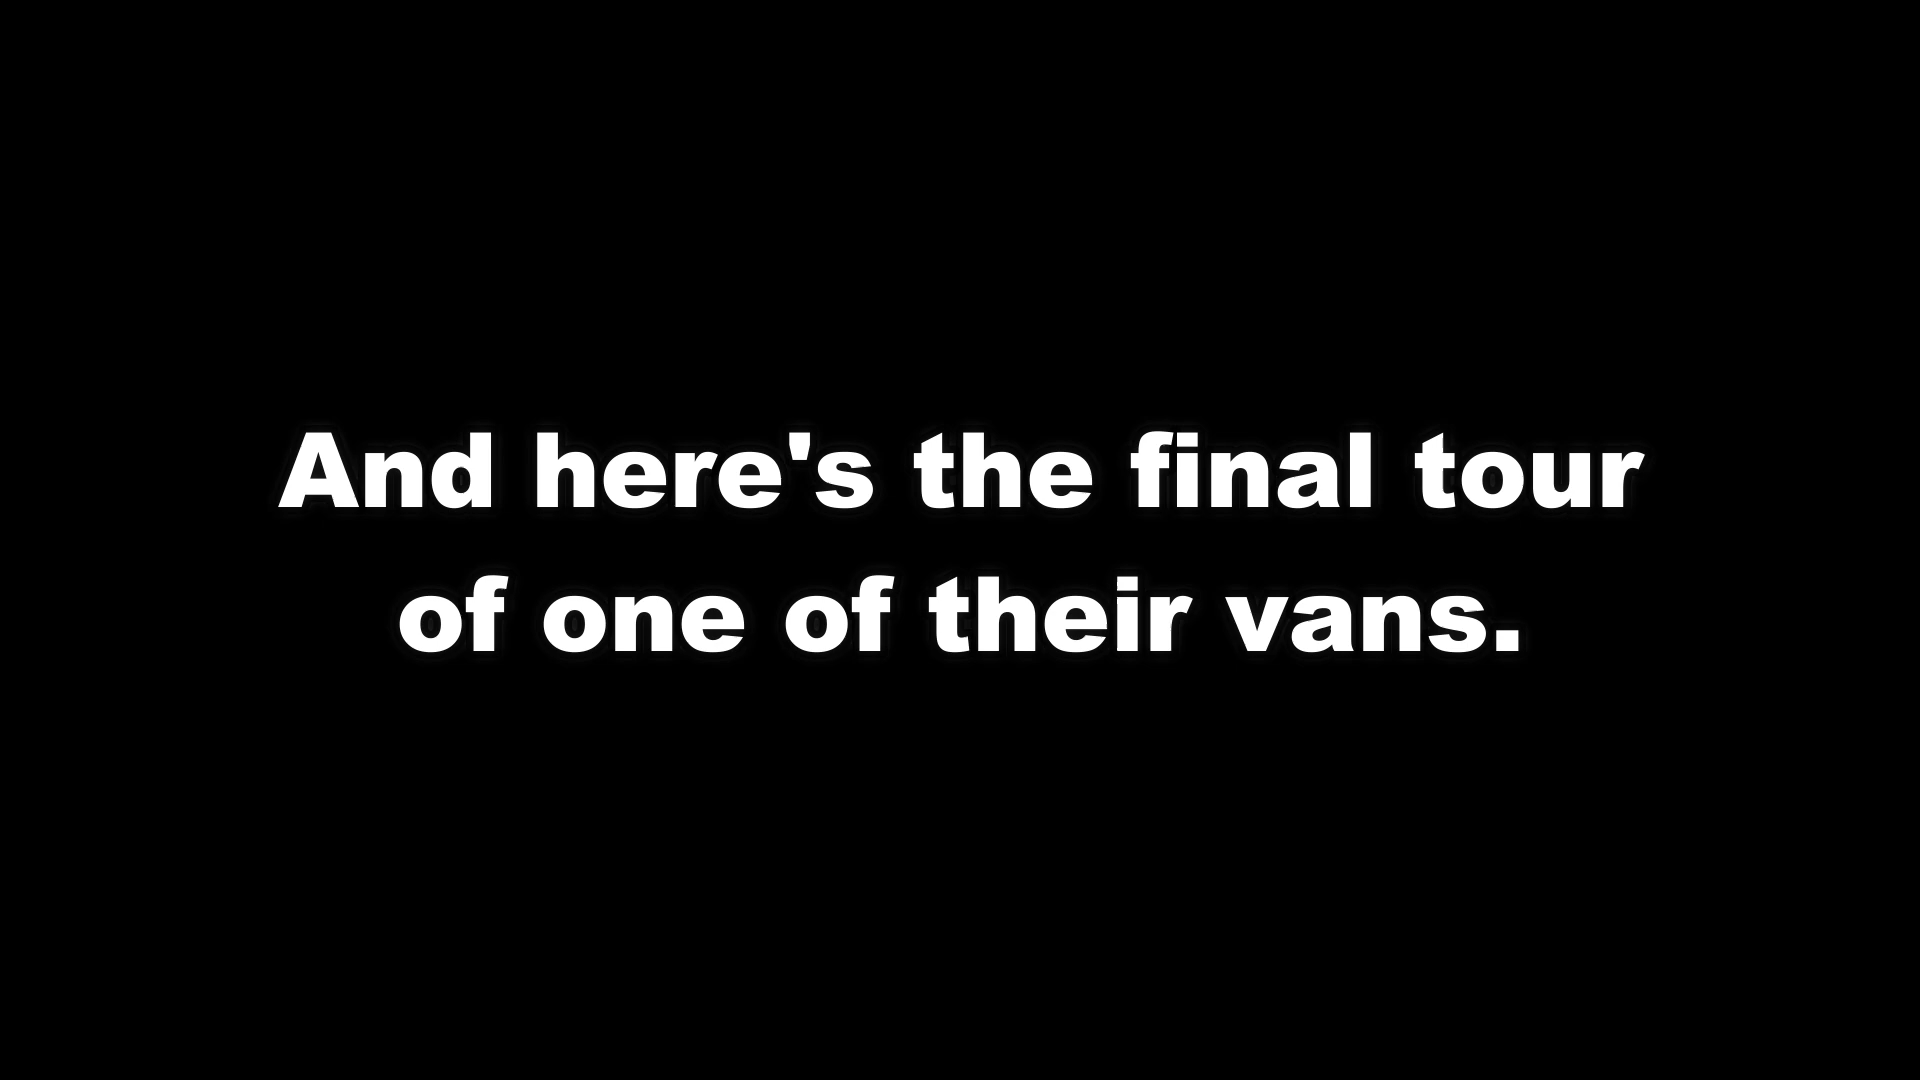 And here's the final tour
of one of their vans.